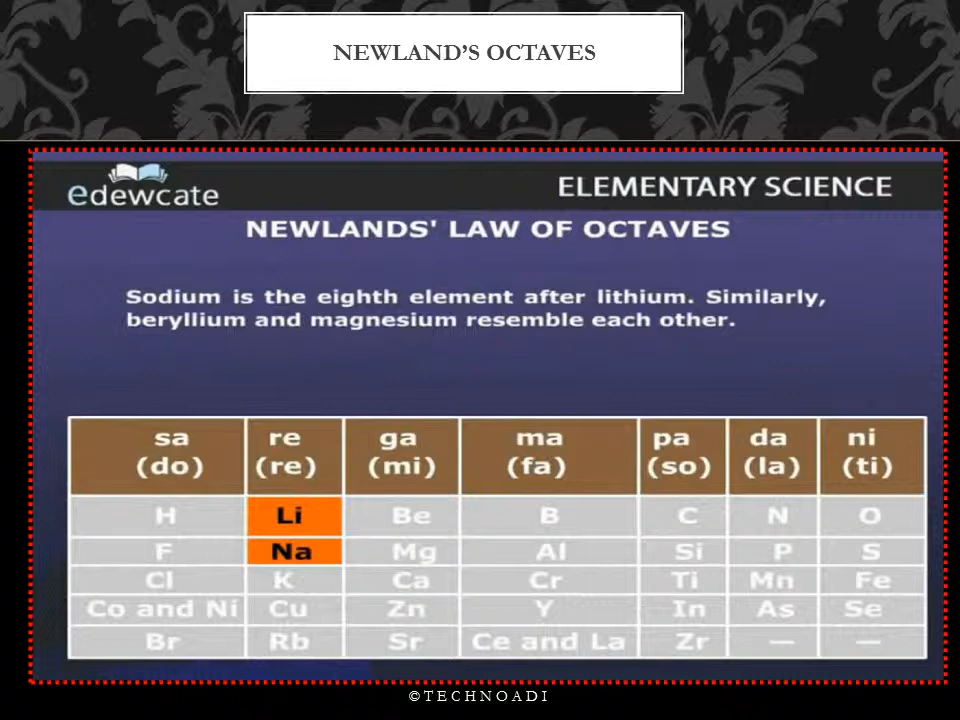 NEWLAND’S OCTAVES
edewcate
ELEMENTARY SCIENCE
NEWLANDS' LAW OF OCTAVES
Sodium is the eighth element after lithium. Similarly,
beryllium and magnesium resemble each other.
sa re ga ma pa da ni
(do) (re) (mi) (fa) (so) (la) (ti)
H Li Be B C N O
F Na Mg Al Si P S
Cl K Ca Cr Ti Mn Fe
Co and Ni Cu Zn Y In As Se
Br Rb Sr Ce and La Zr — —
©TECHNOADI